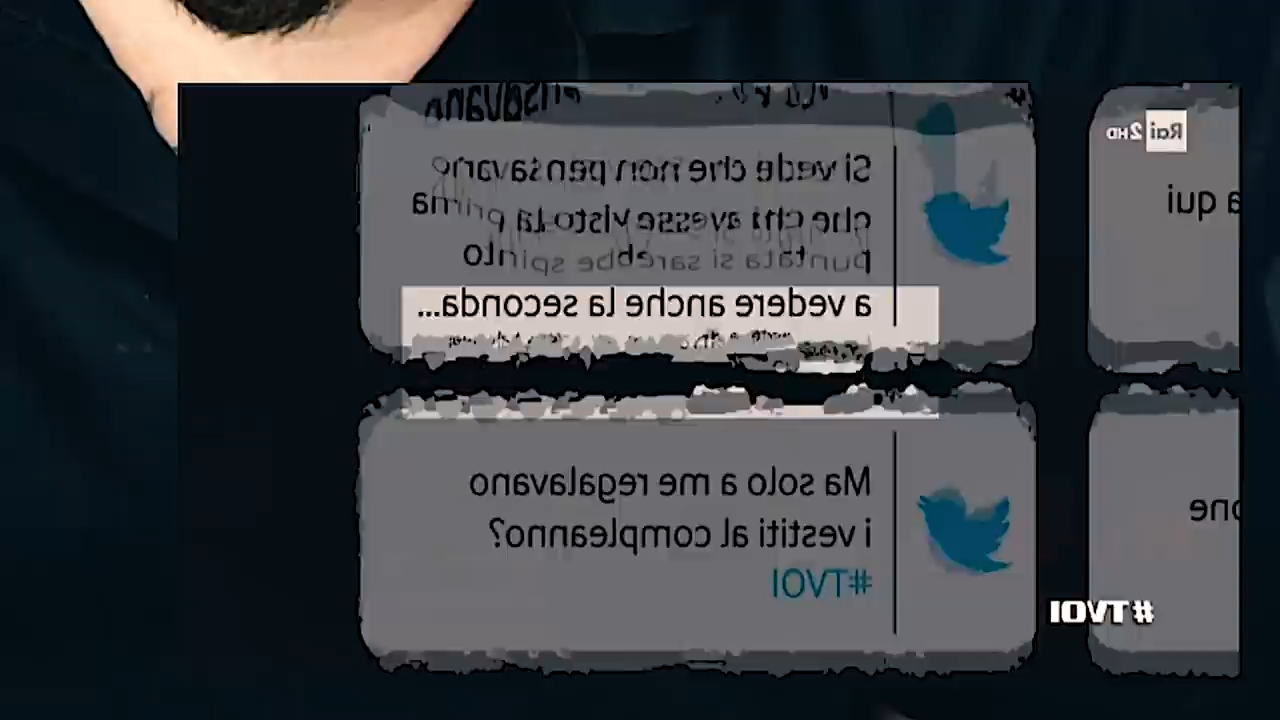 Si vede che non pensavano
che chi avesse visto la prima
puntata si sarebbe spinto
a vedere anche la seconda...
Ma solo a me regalavano
i vestiti al compleanno?
#TVOI
Rai 2HD
a qui
one
#TVOI